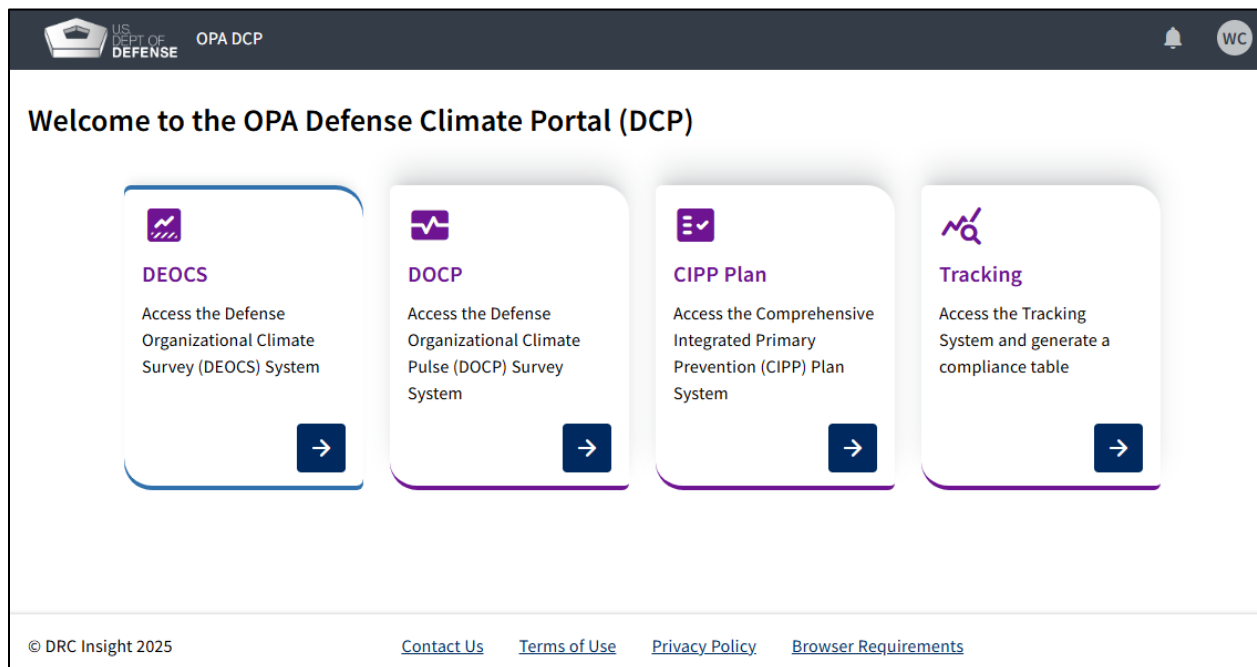 U.S.
DEPT OF
DEFENSE
OPA DCP
WC
Welcome to the OPA Defense Climate Portal (DCP)
DEOCS
Access the Defense
Organizational Climate
Survey (DEOCS) System
DOCP
Access the Defense
Organizational Climate
Pulse (DOCP) Survey
System
CIPP Plan
Access the Comprehensive
Integrated Primary
Prevention (CIPP) Plan
System
Tracking
Access the Tracking
System and generate a
compliance table
© DRC Insight 2025
Contact Us
Terms of Use
Privacy Policy
Browser Requirements